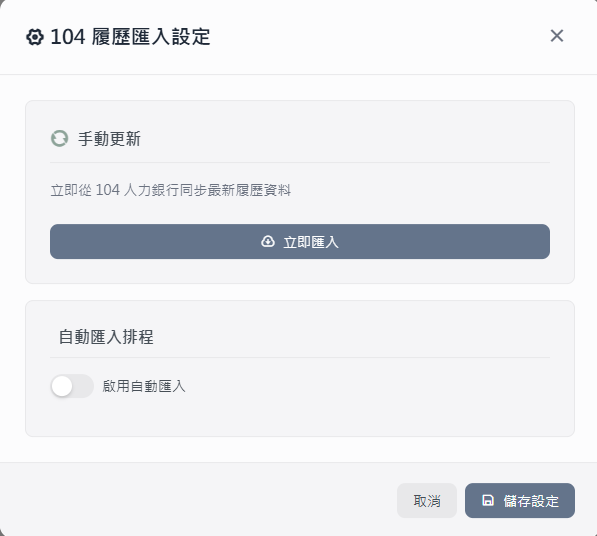 104 履歷匯入設定
手動更新
立即從 104 人力銀行同步最新履歷資料
立即匯入
自動匯入排程
啟用自動匯入
取消
儲存設定